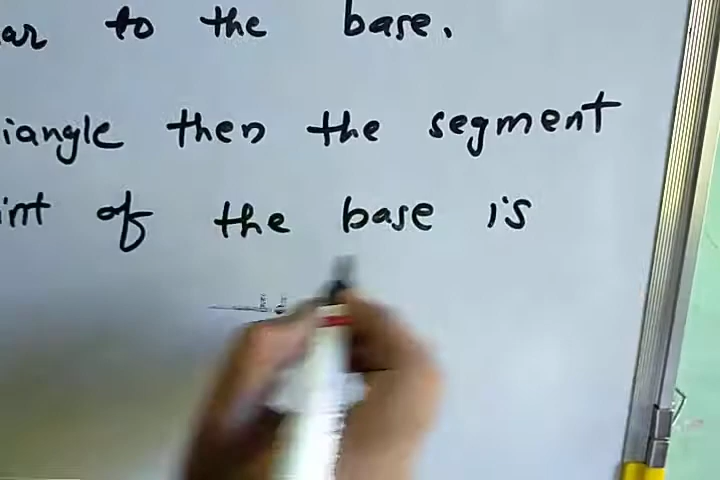 ar to the base.
iangle then the segment
int of the base is